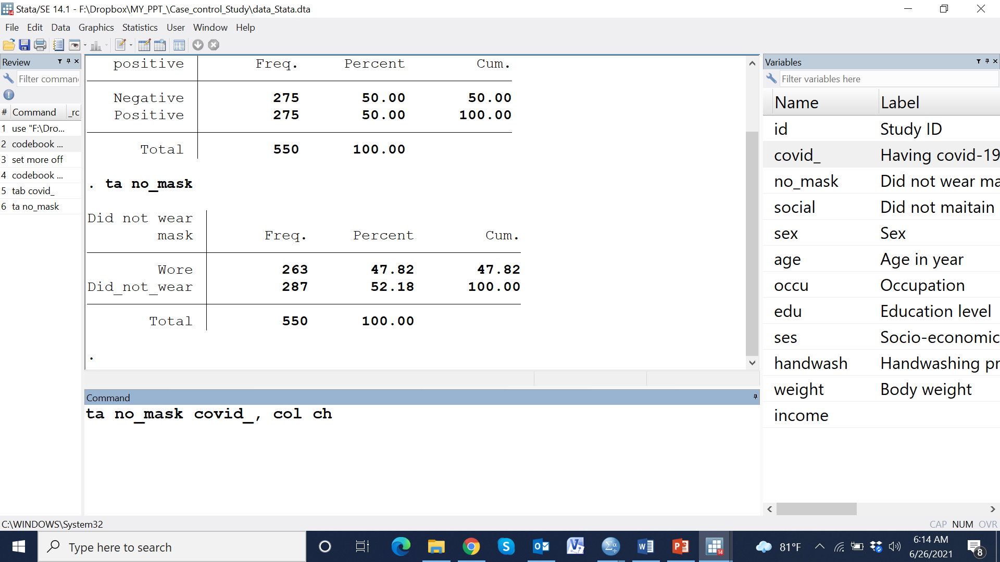 Stata/SE 14.1 - F:\Dropbox\MY_PPT_\Case_control_Study\data_Stata.dta
File Edit Data Graphics Statistics User Window Help
Review
Filter comman
# Command _rc
1 use "F:\Dro...
2 codebook ...
3 set more off
4 codebook ...
5 tab covid_
6 ta no_mask
positive Freq. Percent Cum.
Negative 275 50.00 50.00
Positive 275 50.00 100.00
Total 550 100.00
. ta no_mask
Did not wear
mask Freq. Percent Cum.
Wore 263 47.82 47.82
Did_not_wear 287 52.18 100.00
Total 550 100.00
.
Command
ta no_mask covid_, col ch
Variables
Filter variables here
Name Label
id Study ID
covid_ Having covid-19
no_mask Did not wear ma
social Did not maitain
sex Sex
age Age in year
occu Occupation
edu Education level
ses Socio-economic
handwash Handwashing pr
weight Body weight
income
C:\WINDOWS\System32
CAP NUM OVR
Type here to search
81°F
6:14 AM
6/26/2021
8